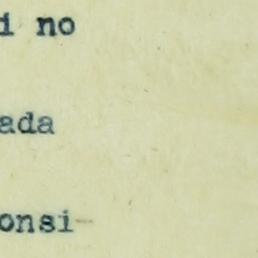 i no
ada
onsi-